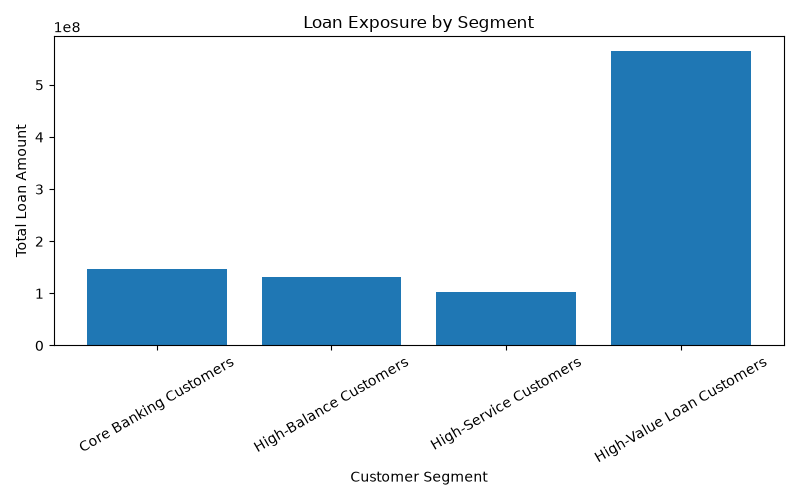 Loan Exposure by Segment
1e8
5
4
3
2
1
0
Total Loan Amount
Core Banking Customers
High-Balance Customers
High-Service Customers
High-Value Loan Customers
Customer Segment